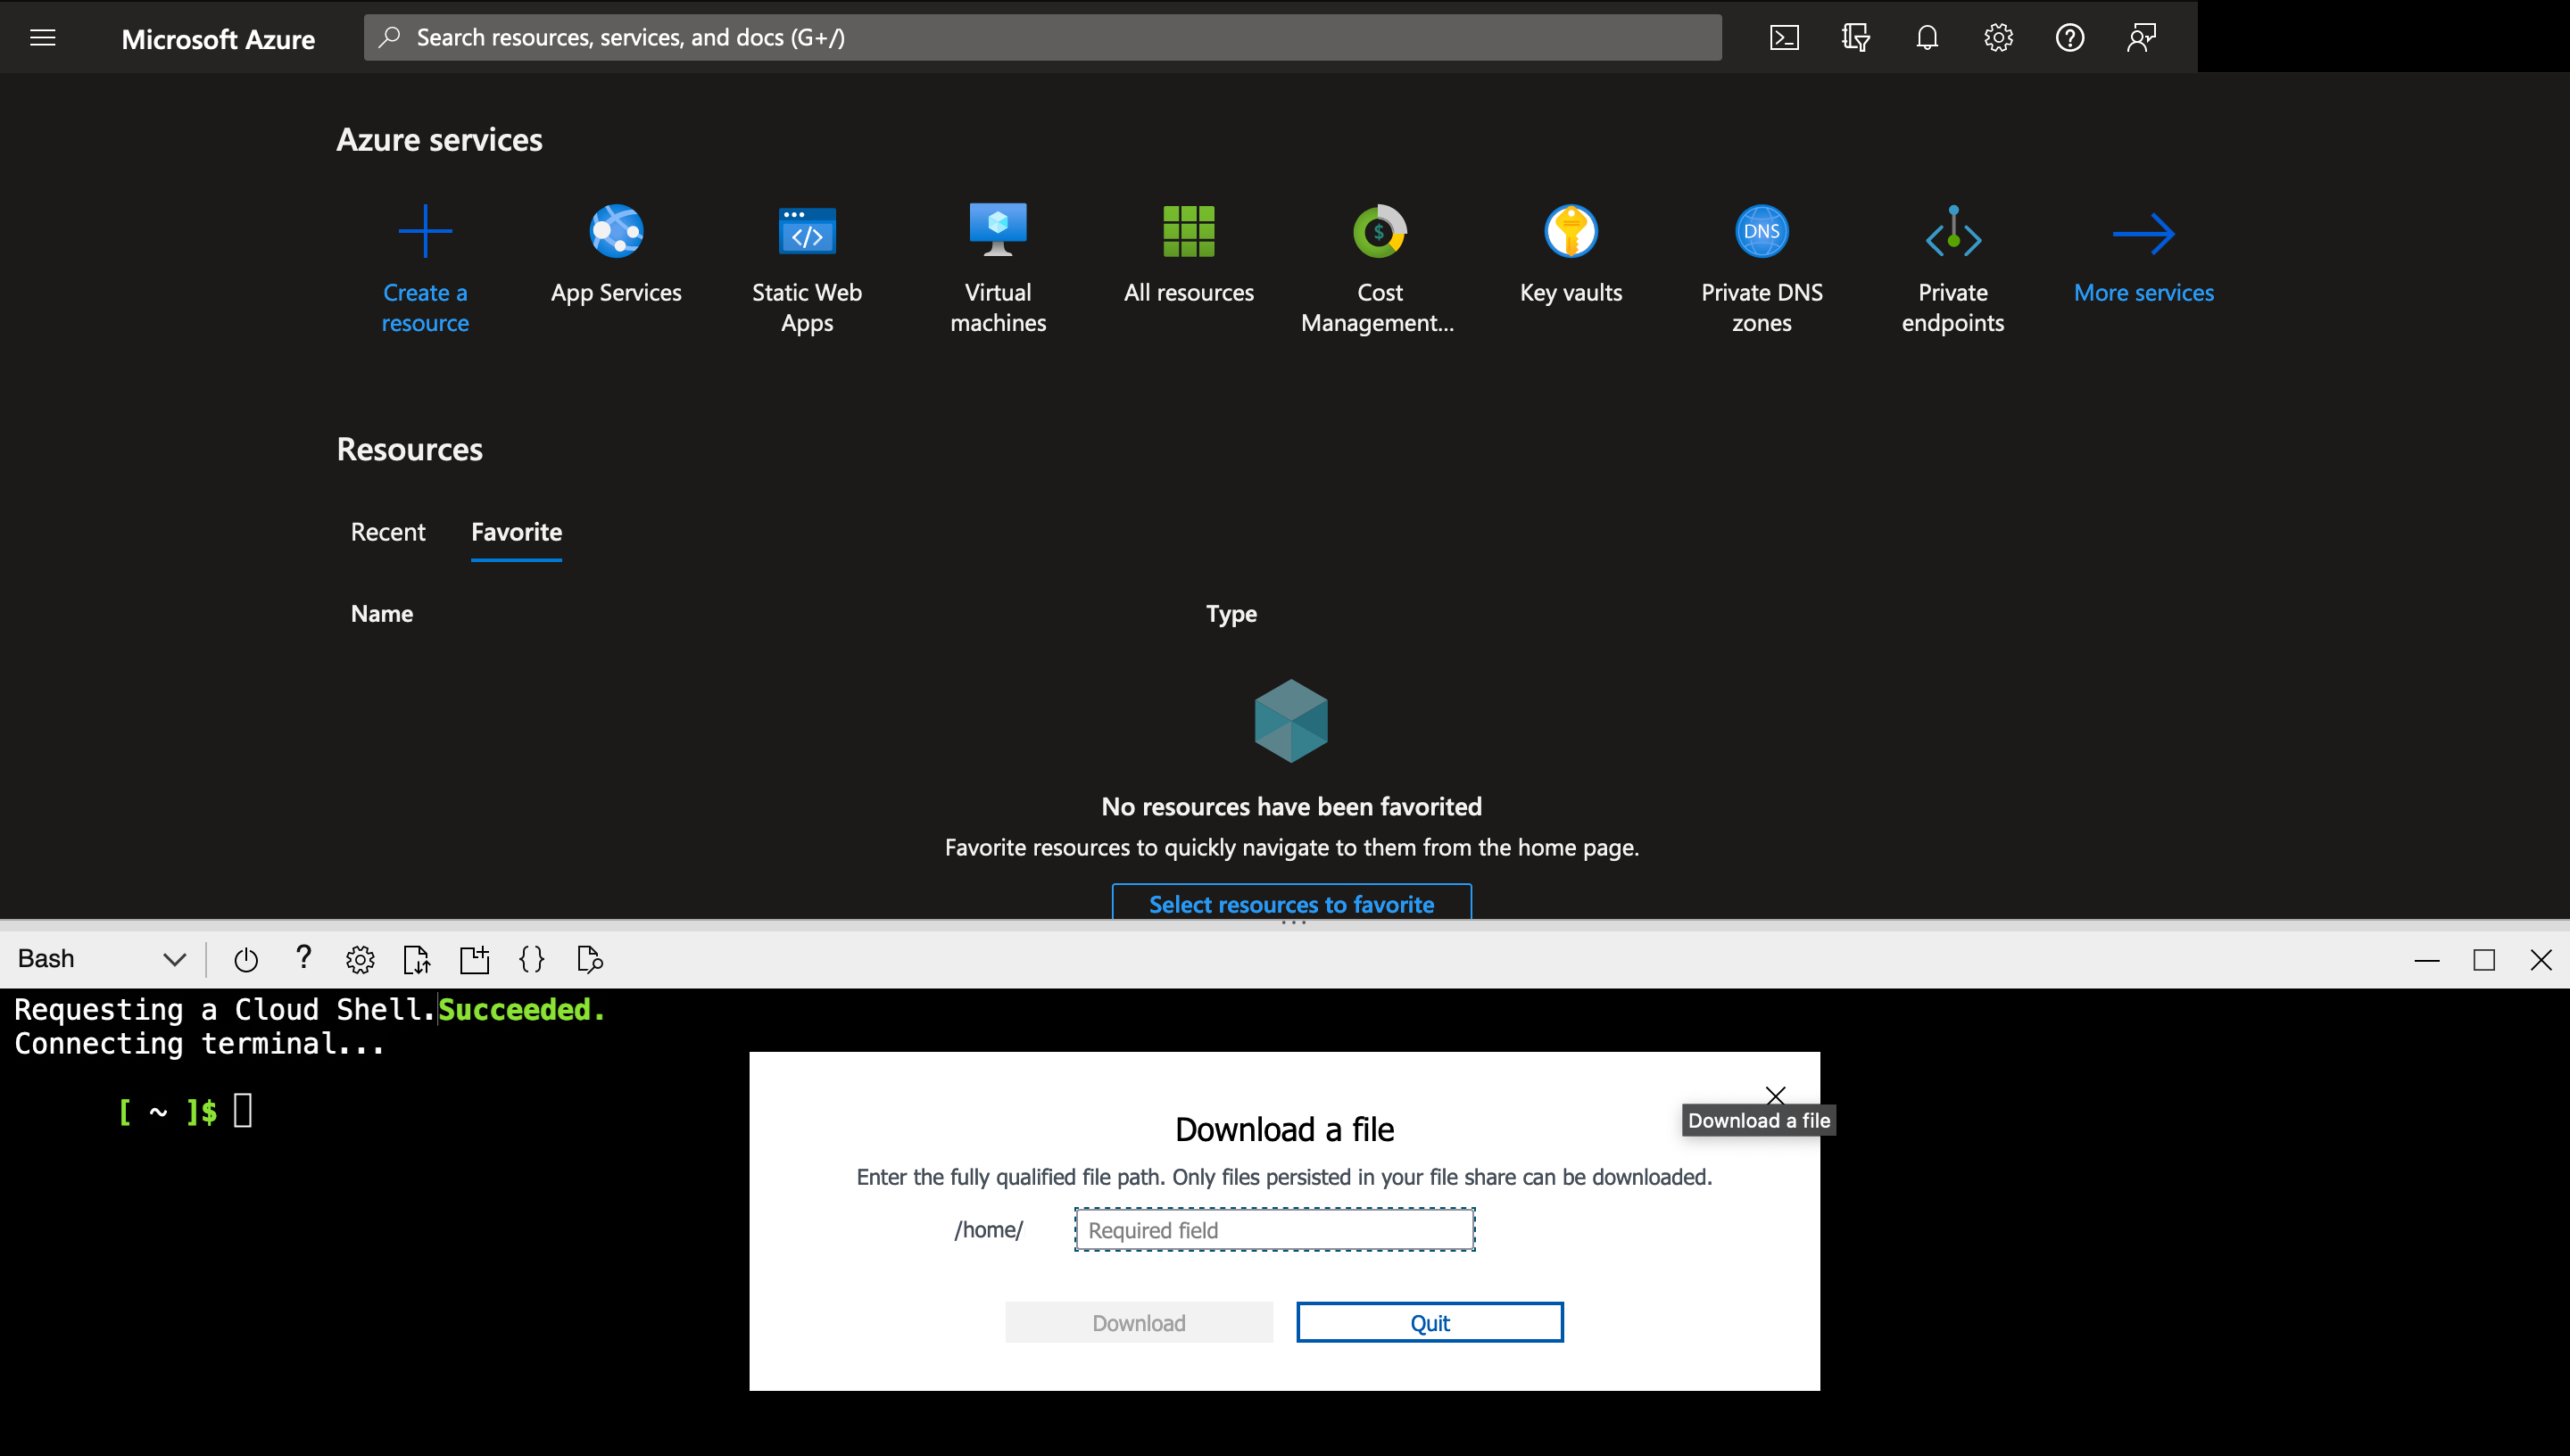 Microsoft Azure
Search resources, services, and docs (G+/)
Azure services
Create a
resource
App Services
Static Web
Apps
Virtual
machines
All resources
$
Cost
Management...
Key vaults
DNS
Private DNS
zones
Private
endpoints
More services
Resources
Recent
Favorite
Name
Type
No resources have been favorited
Favorite resources to quickly navigate to them from the home page.
Select resources to favorite
Bash
Requesting a Cloud Shell.Succeeded.
Connecting terminal...
[ ~ ]$
Download a file
Download a file
Enter the fully qualified file path. Only files persisted in your file share can be downloaded.
/home/
Required field
Download
Quit